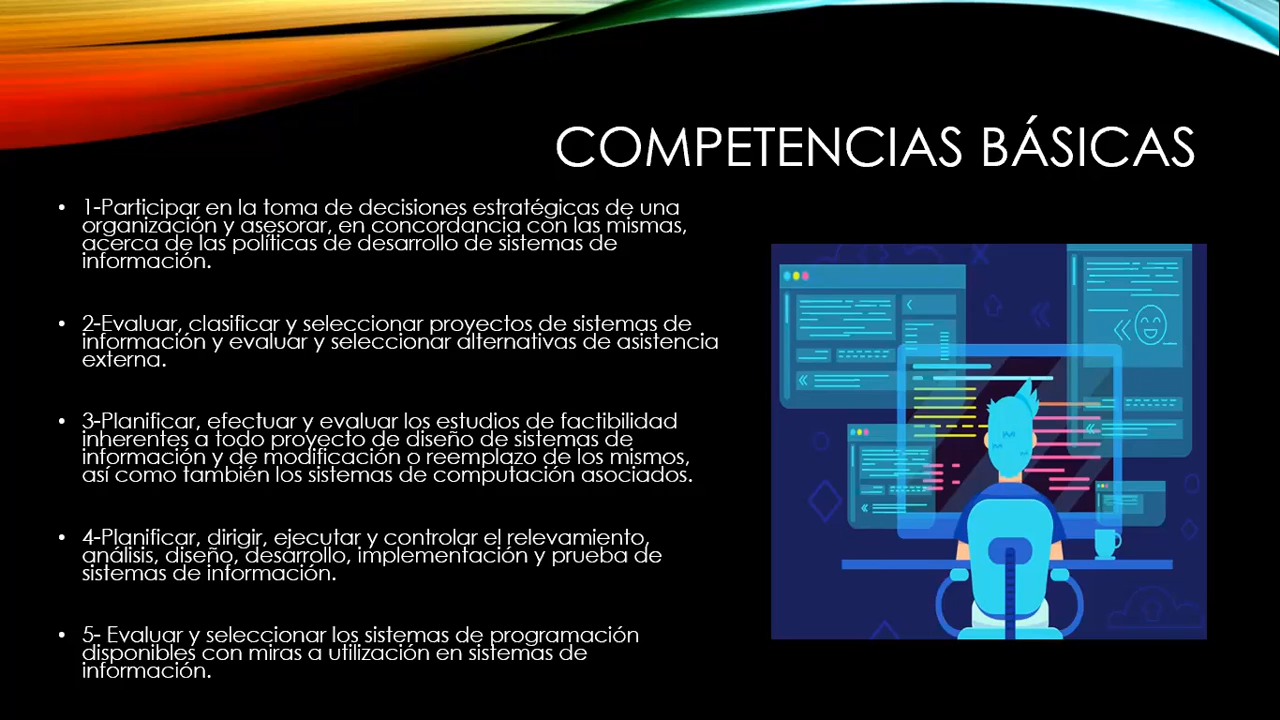 COMPETENCIAS BÁSICAS
• 1-Participar en la toma de decisiones estratégicas de una
organización y asesorar, en concordancia con las mismas,
acerca de las políticas de desarrollo de sistemas de
información.
• 2-Evaluar, clasificar y seleccionar proyectos de sistemas de
información y evaluar y seleccionar alternativas de asistencia
externa.
• 3-Planificar, efectuar y evaluar los estudios de factibilidad
inherentes a todo proyecto de diseño de sistemas de
información y de modificación o reemplazo de los mismos,
así como también los sistemas de computación asociados.
• 4-Planificar, dirigir, ejecutar y controlar el relevamiento,
análisis, diseño, desarrollo, implementación y prueba de
sistemas de información.
• 5- Evaluar y seleccionar los sistemas de programación
disponibles con miras a utilización en sistemas de
información.